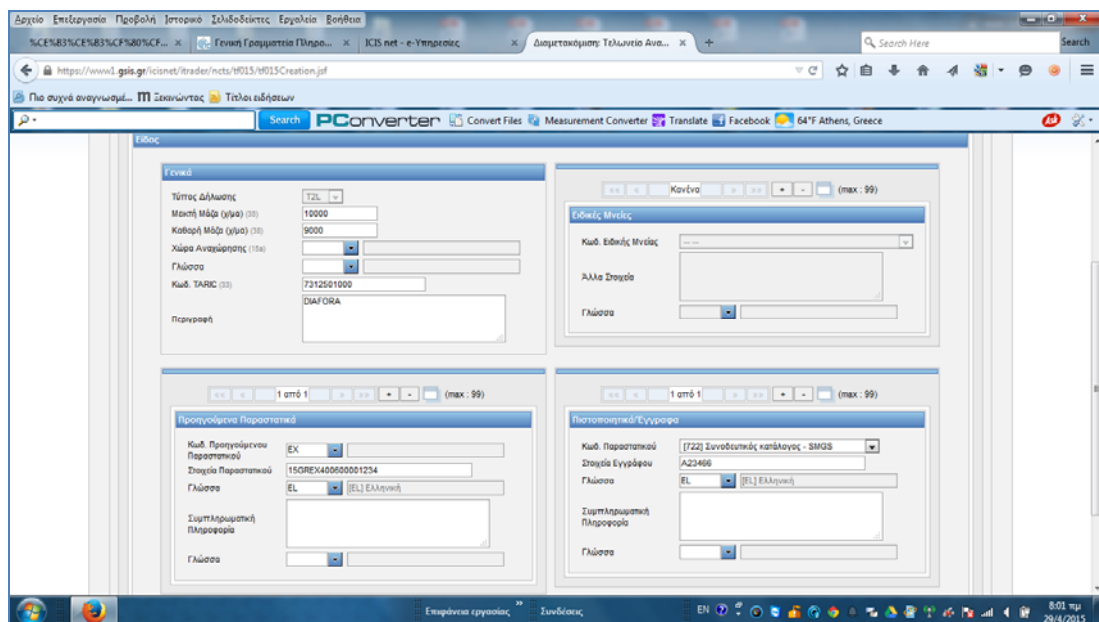 Αρχείο Επεξεργασία Προβολή Ιστορικό Σελιδοδείκτες Εργαλεία Βοήθεια
%CE%B3%CE%B3%CF%80%CF... × Γενική Γραμματεία Πληρο... × ICIS net - e-Υπηρεσίες × Διαμετακόμιση: Τελωνείο Ανα... × + Search Here Search
https://www1.gsis.gr/icisnet/itrader/ncts/tf015/tf015Creation.jsf
Πιο συχνά αναγνωσμέ... Ξεκινώντας Τίτλοι ειδήσεων
Search PConverter Convert Files Measurement Converter Translate Facebook 64°F Athens, Greece Ask
Είδος
Γενικά
Τύπος Δήλωσης T2L
Μεικτή Μάζα (χ/μα) (35) 10000
Καθαρή Μάζα (χ/μα) (38) 9000
Χώρα Αναχώρησης (15a)
Γλώσσα
Κωδ. TARIC (33) 7312501000
Περιγραφή DIAFORA
<< < Κανένα > >> + - (max : 99)
Ειδικές Μνείες
Κωδ. Ειδικής Μνείας -- --
Άλλα Στοιχεία
Γλώσσα
<< < 1 από 1 > >> + - (max : 99)
Προηγούμενα Παραστατικά
Κωδ. Προηγούμενου Παραστατικού EX
Στοιχεία Παραστατικού 15GREX400600001234
Γλώσσα EL [EL] Ελληνική
Συμπληρωματική Πληροφορία
Γλώσσα
<< < 1 από 1 > >> + - (max : 99)
Πιστοποιητικά/Έγγραφα
Κωδ. Παραστατικού [722] Συνοδευτικός κατάλογος - SMGS
Στοιχεία Εγγράφου A23466
Γλώσσα EL [EL] Ελληνική
Συμπληρωματική Πληροφορία
Γλώσσα
Επιφάνεια εργασίας » Συνδέσεις EN 8:01 πμ
29/4/2015